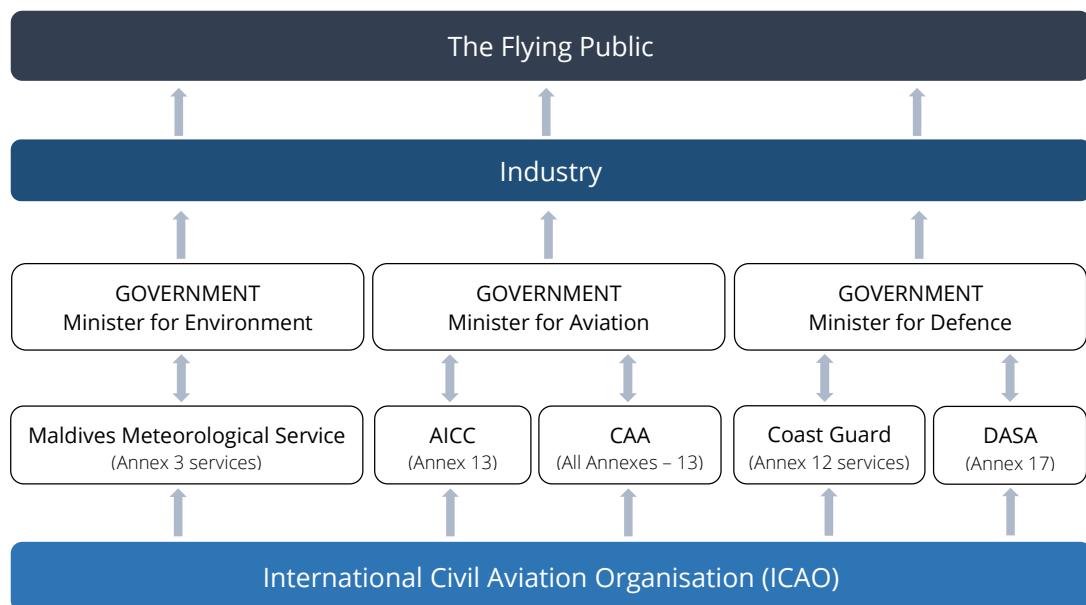 The Flying Public
Industry
GOVERNMENT
Minister for Environment
GOVERNMENT
Minister for Aviation
GOVERNMENT
Minister for Defence
Maldives Meteorological Service
(Annex 3 services)
AICC
(Annex 13)
CAA
(All Annexes – 13)
Coast Guard
(Annex 12 services)
DASA
(Annex 17)
International Civil Aviation Organisation (ICAO)